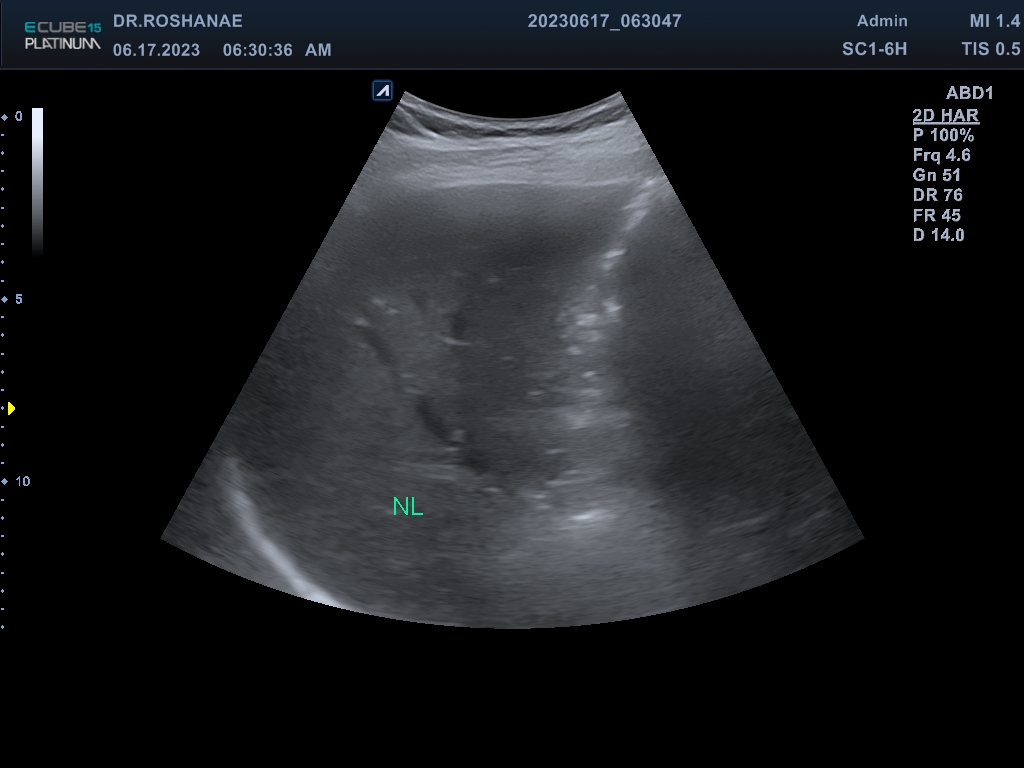 ECUBE15 PLATINUM
DR.ROSHANAE 20230617_063047 Admin MI 1.4
06.17.2023 06:30:36 AM SC1-6H TIS 0.5
ABD1
2D HAR
P 100%
Frq 4.6
Gn 51
DR 76
FR 45
D 14.0
0
5
10
NL